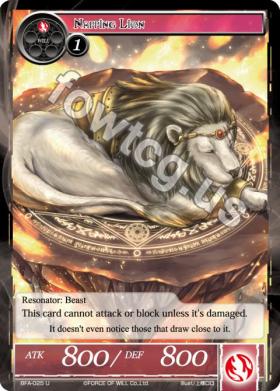 Napping Lion
WILL
1
fowtcg.us
Resonator: Beast
This card cannot attack or block unless it's damaged.
It doesn't even notice those that draw close to it.
ATK 800/ DEF 800
BFA-025 U ©FORCE OF WILL Co.,Ltd.